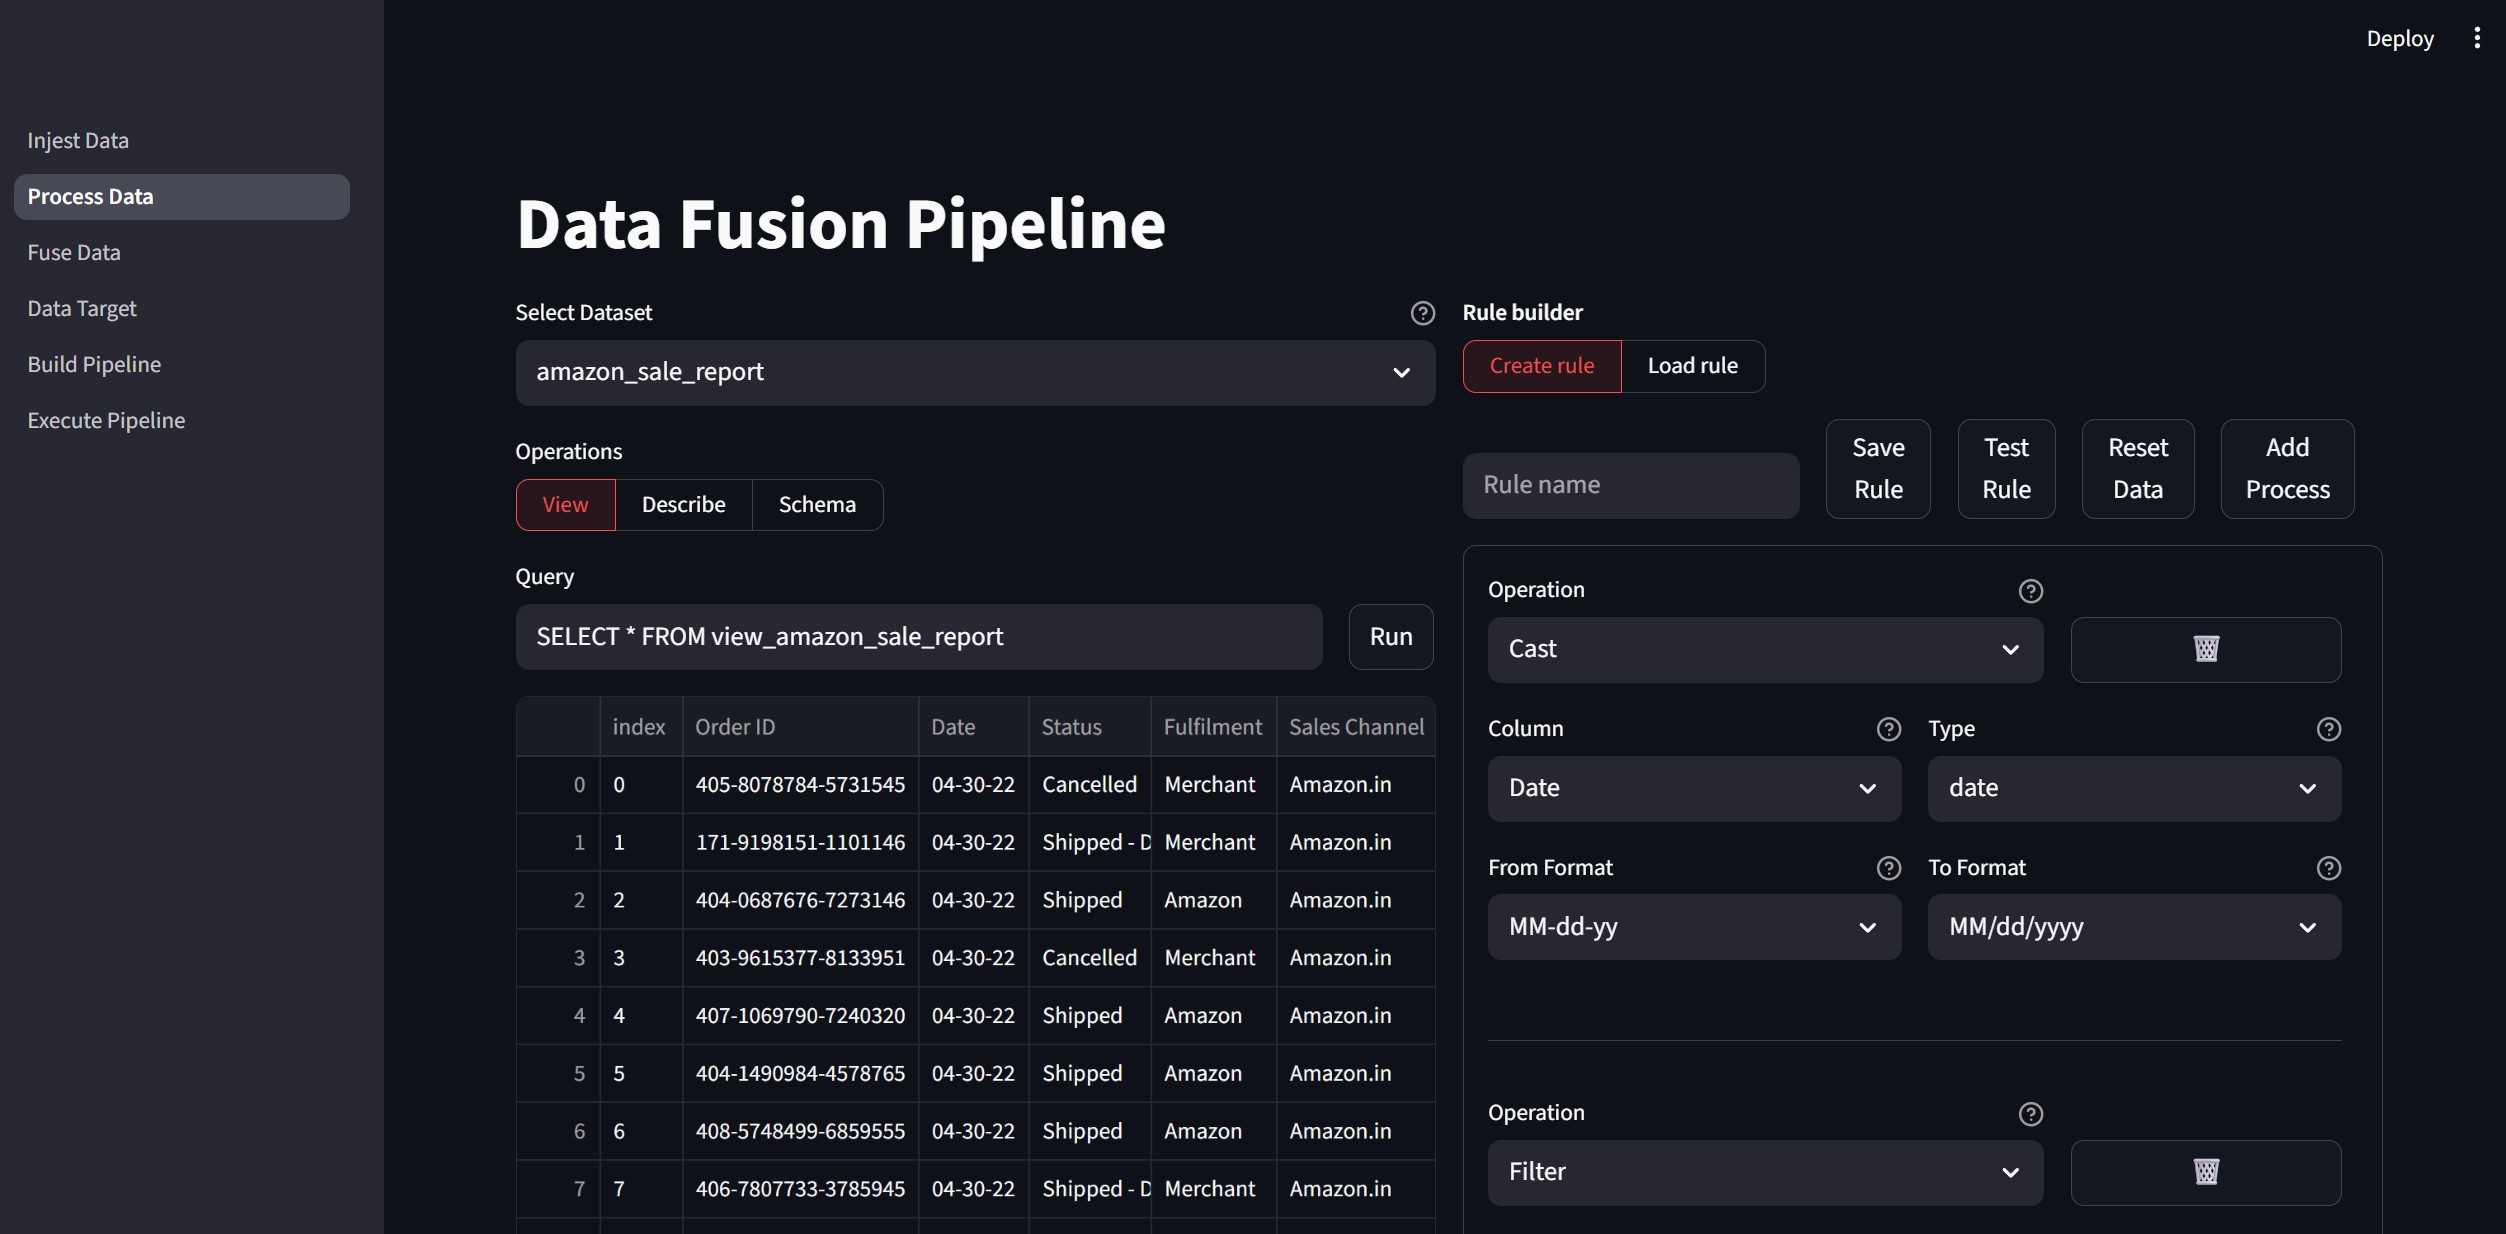 Deploy
Injest Data
Process Data
Fuse Data
Data Target
Build Pipeline
Execute Pipeline
Data Fusion Pipeline
Select Dataset
amazon_sale_report
Operations
View Describe Schema
Query
SELECT * FROM view_amazon_sale_report Run
index Order ID Date Status Fulfilment Sales Channel
0 0 405-8078784-5731545 04-30-22 Cancelled Merchant Amazon.in
1 1 171-9198151-1101146 04-30-22 Shipped - D Merchant Amazon.in
2 2 404-0687676-7273146 04-30-22 Shipped Amazon Amazon.in
3 3 403-9615377-8133951 04-30-22 Cancelled Merchant Amazon.in
4 4 407-1069790-7240320 04-30-22 Shipped Amazon Amazon.in
5 5 404-1490984-4578765 04-30-22 Shipped Amazon Amazon.in
6 6 408-5748499-6859555 04-30-22 Shipped Amazon Amazon.in
7 7 406-7807733-3785945 04-30-22 Shipped - D Merchant Amazon.in
Rule builder
Create rule Load rule
Rule name
Save
Rule
Test
Rule
Reset
Data
Add
Process
Operation
Cast
Column Type
Date date
From Format To Format
MM-dd-yy MM/dd/yyyy
Operation
Filter